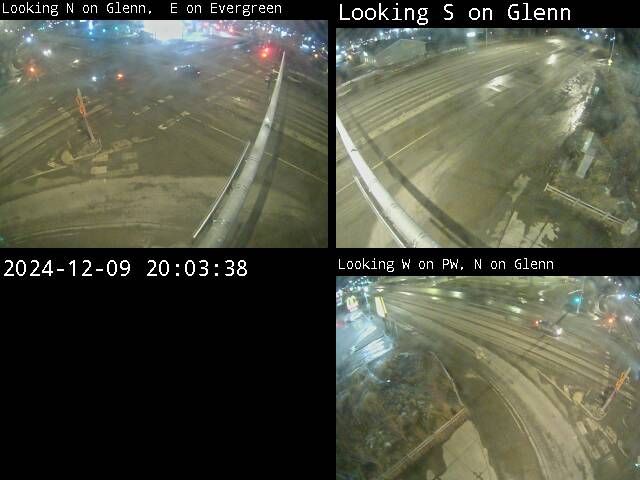 Looking N on Glenn,  E on Evergreen
Looking S on Glenn
2024-12-09 20:03:38
Looking W on PW, N on Glenn